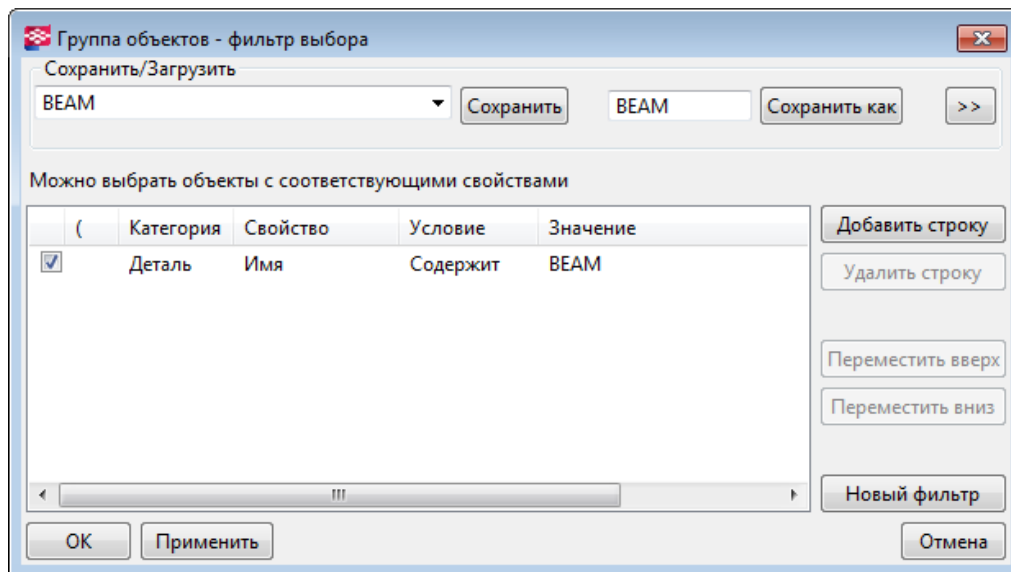 Группа объектов - фильтр выбора
Сохранить/Загрузить
BEAM Сохранить BEAM Сохранить как >>
Можно выбрать объекты с соответствующими свойствами
( Категория Свойство Условие Значение
Деталь Имя Содержит BEAM
Добавить строку
Удалить строку
Переместить вверх
Переместить вниз
Новый фильтр
OK Применить Отмена